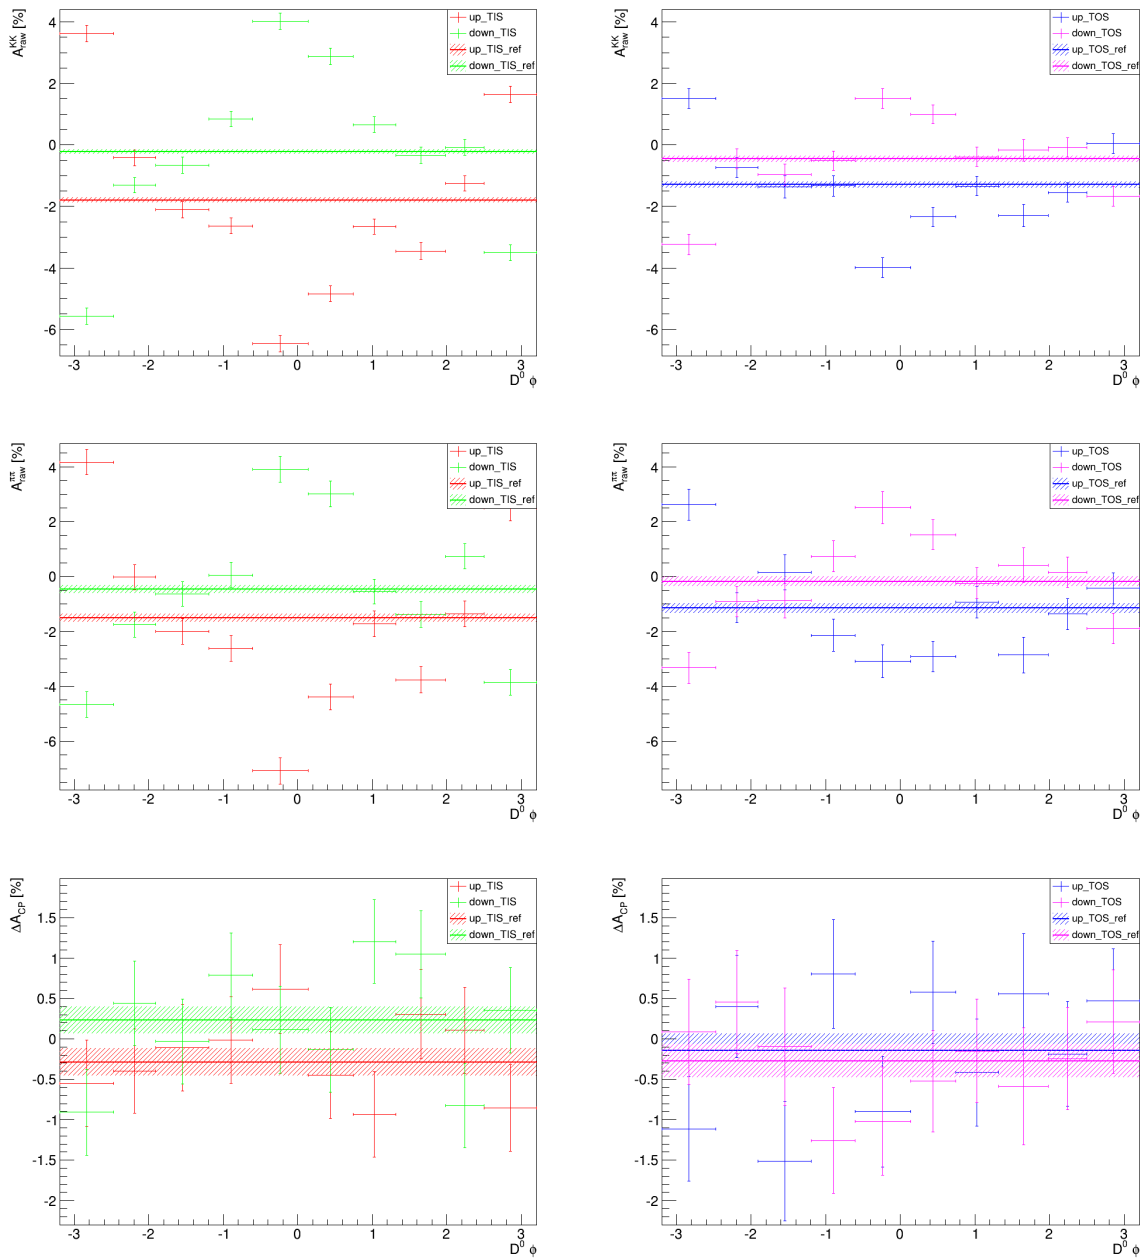 A_raw^KK [%]
4
2
0
-2
-4
-6
-3 -2 -1 0 1 2 3
D^0 ϕ
up_TIS
down_TIS
up_TIS_ref
down_TIS_ref
A_raw^KK [%]
4
2
0
-2
-4
-6
-3 -2 -1 0 1 2 3
D^0 ϕ
up_TOS
down_TOS
up_TOS_ref
down_TOS_ref
A_raw^ππ [%]
4
2
0
-2
-4
-6
-3 -2 -1 0 1 2 3
D^0 ϕ
up_TIS
down_TIS
up_TIS_ref
down_TIS_ref
A_raw^ππ [%]
4
2
0
-2
-4
-6
-3 -2 -1 0 1 2 3
D^0 ϕ
up_TOS
down_TOS
up_TOS_ref
down_TOS_ref
ΔA_CP [%]
1.5
1
0.5
0
-0.5
-1
-1.5
-2
-3 -2 -1 0 1 2 3
D^0 ϕ
up_TIS
down_TIS
up_TIS_ref
down_TIS_ref
ΔA_CP [%]
1.5
1
0.5
0
-0.5
-1
-1.5
-2
-3 -2 -1 0 1 2 3
D^0 ϕ
up_TOS
down_TOS
up_TOS_ref
down_TOS_ref